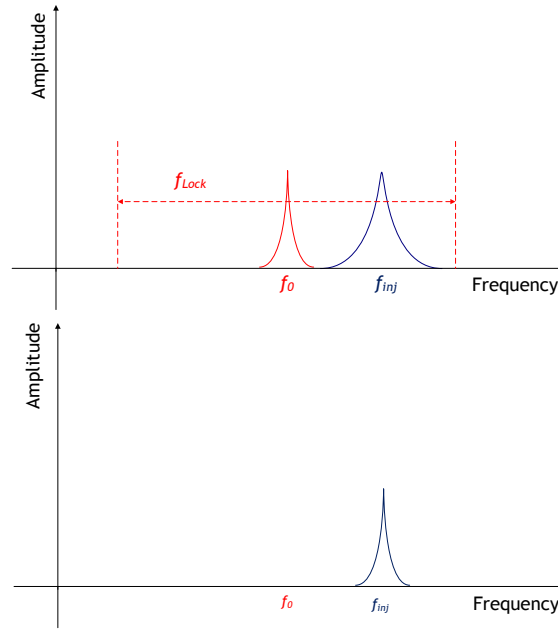 Amplitude
fLock
f0
finj
Frequency
Amplitude
f0
finj
Frequency